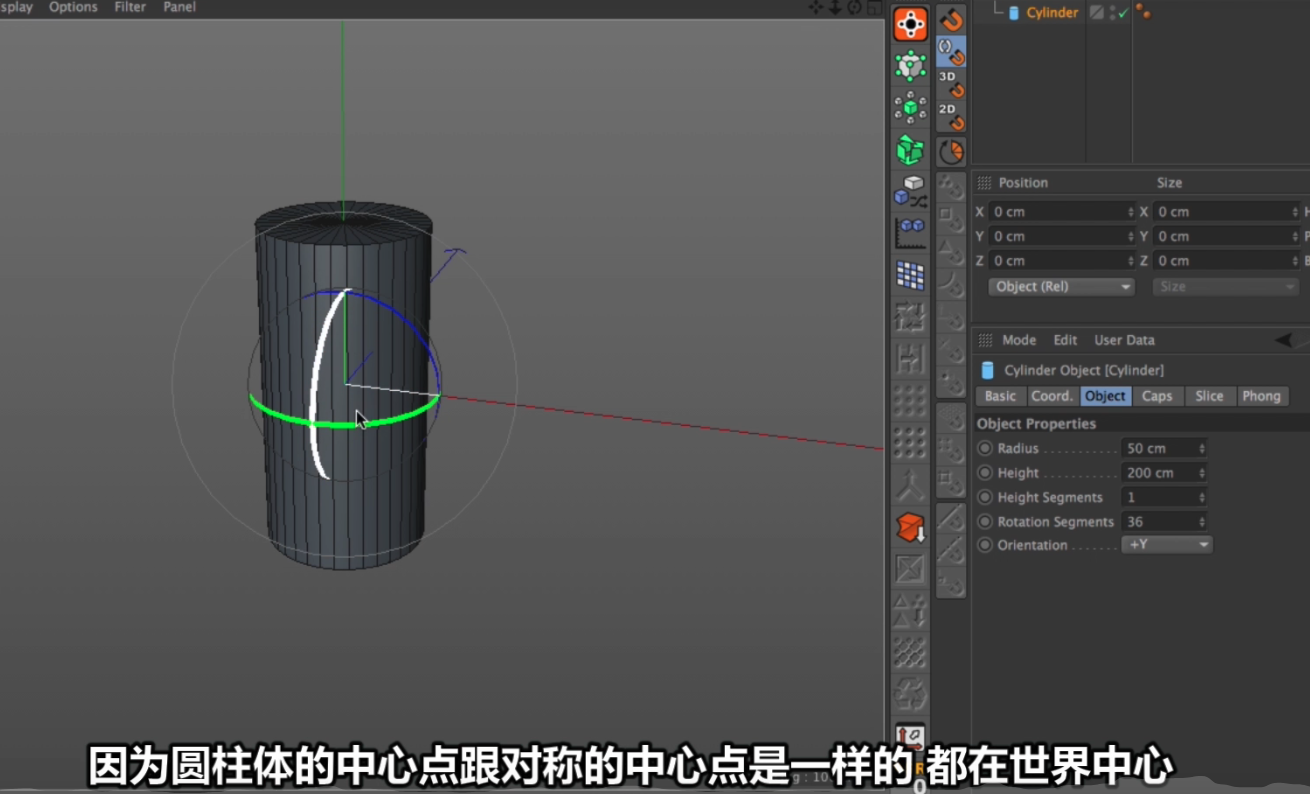 Options Filter Panel
Cylinder
3D
2D
Position Size
X 0 cm X 0 cm
Y 0 cm Y 0 cm
Z 0 cm Z 0 cm
Object (Rel) Size
Mode Edit User Data
Cylinder Object [Cylinder]
Basic Coord. Object Caps Slice Phong
Object Properties
Radius 50 cm
Height 200 cm
Height Segments 1
Rotation Segments 36
Orientation +Y
因为圆柱体的中心点跟对称的中心点是一样的 都在世界中心
0